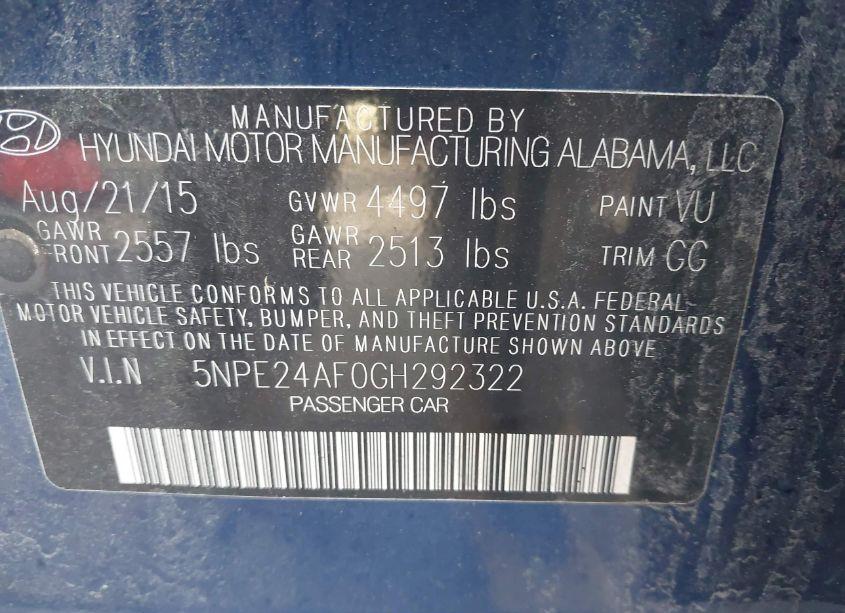 MANUFACTURED BY
HYUNDAI MOTOR MANUFACTURING ALABAMA, LLC
Aug/21/15 GVWR 4497 lbs PAINT VU
GAWR FRONT 2557 lbs GAWR REAR 2513 lbs TRIM GG
THIS VEHICLE CONFORMS TO ALL APPLICABLE U.S.A. FEDERAL
MOTOR VEHICLE SAFETY, BUMPER, AND THEFT PREVENTION STANDARDS
IN EFFECT ON THE DATE OF MANUFACTURE SHOWN ABOVE
V.I.N 5NPE24AF0GH292322
PASSENGER CAR